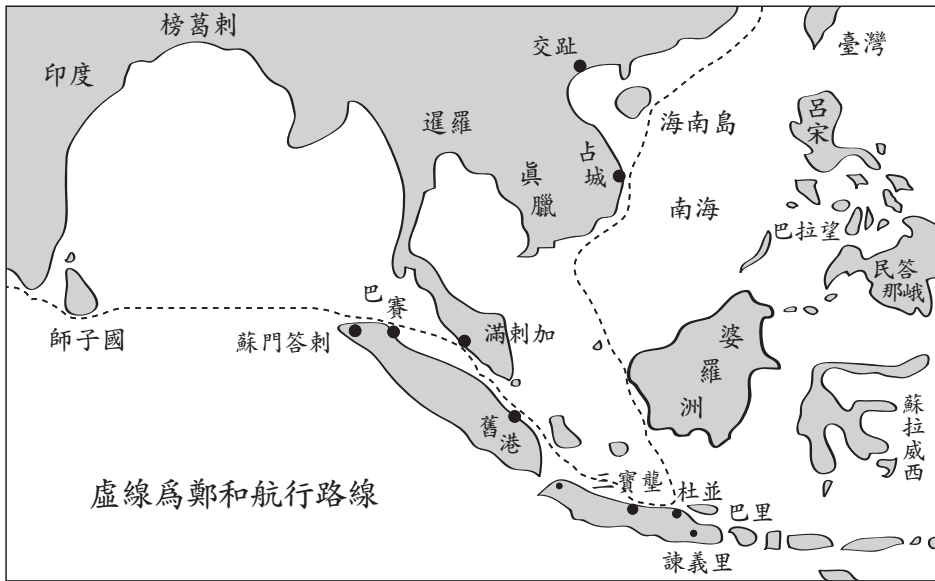 榜葛剌
印度
交趾
臺灣
暹羅
海南島
呂宋
占城
眞臘
南海
巴拉望
民答那峨
師子國
巴賽
蘇門答剌
滿剌加
婆羅洲
舊港
蘇拉威西
虛線爲鄭和航行路線
三寶壟
杜並
巴里
諫義里